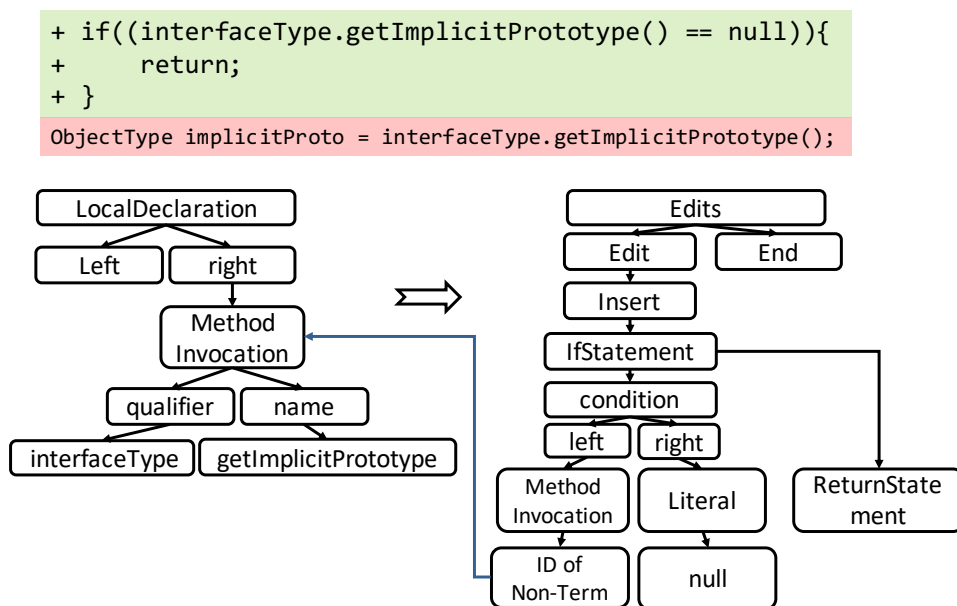 + if((interfaceType.getImplicitPrototype() == null)){
+     return;
+ }
ObjectType implicitProto = interfaceType.getImplicitPrototype();
LocalDeclaration
Left
right
Method
Invocation
qualifier
name
interfaceType
getImplicitPrototype
Edits
Edit
End
Insert
IfStatement
condition
left
right
Method
Invocation
Literal
ReturnState
ment
ID of
Non-Term
null